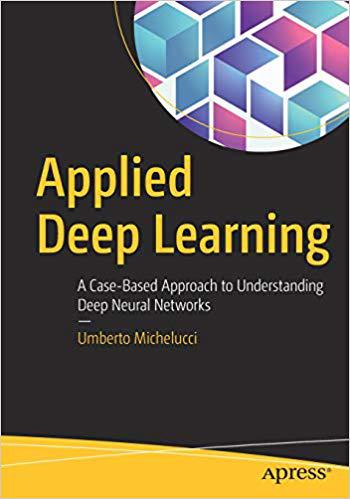 Applied
Deep Learning
A Case-Based Approach to Understanding
Deep Neural Networks
—
Umberto Michelucci
Apress®